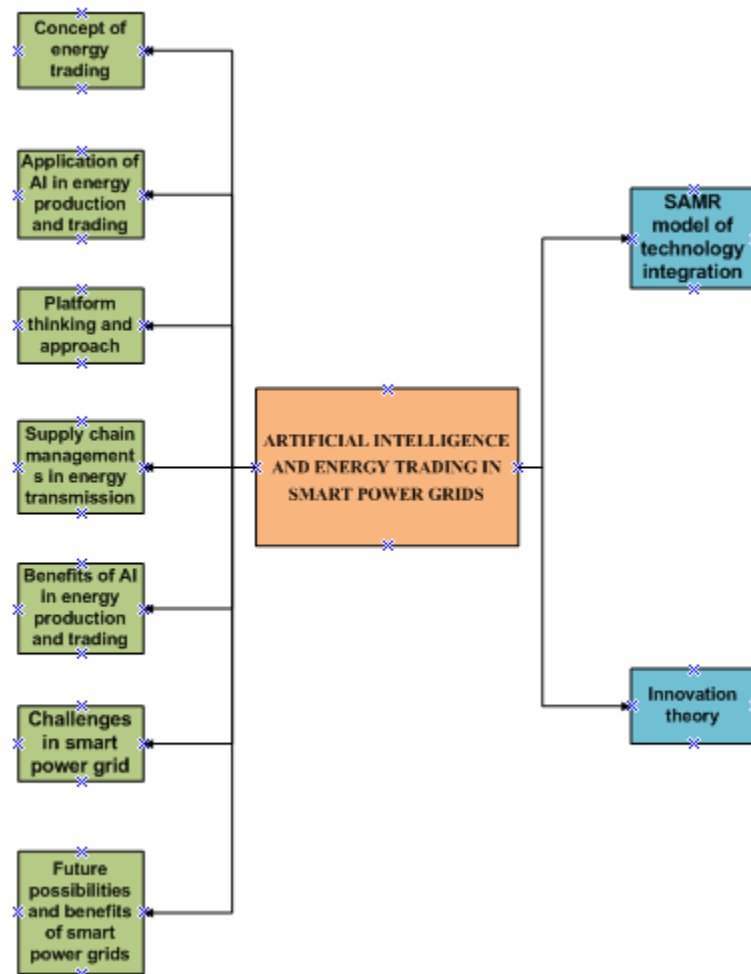 Concept of
energy
trading
Application of
AI in energy
production
and trading
Platform
thinking and
approach
Supply chain
management
s in energy
transmission
Benefits of AI
in energy
production
and trading
Challenges
in smart
power grid
Future
possibilities
and benefits
of smart
power grids
ARTIFICIAL INTELLIGENCE
AND ENERGY TRADING IN
SMART POWER GRIDS
SAMR
model of
technology
integration
Innovation
theory